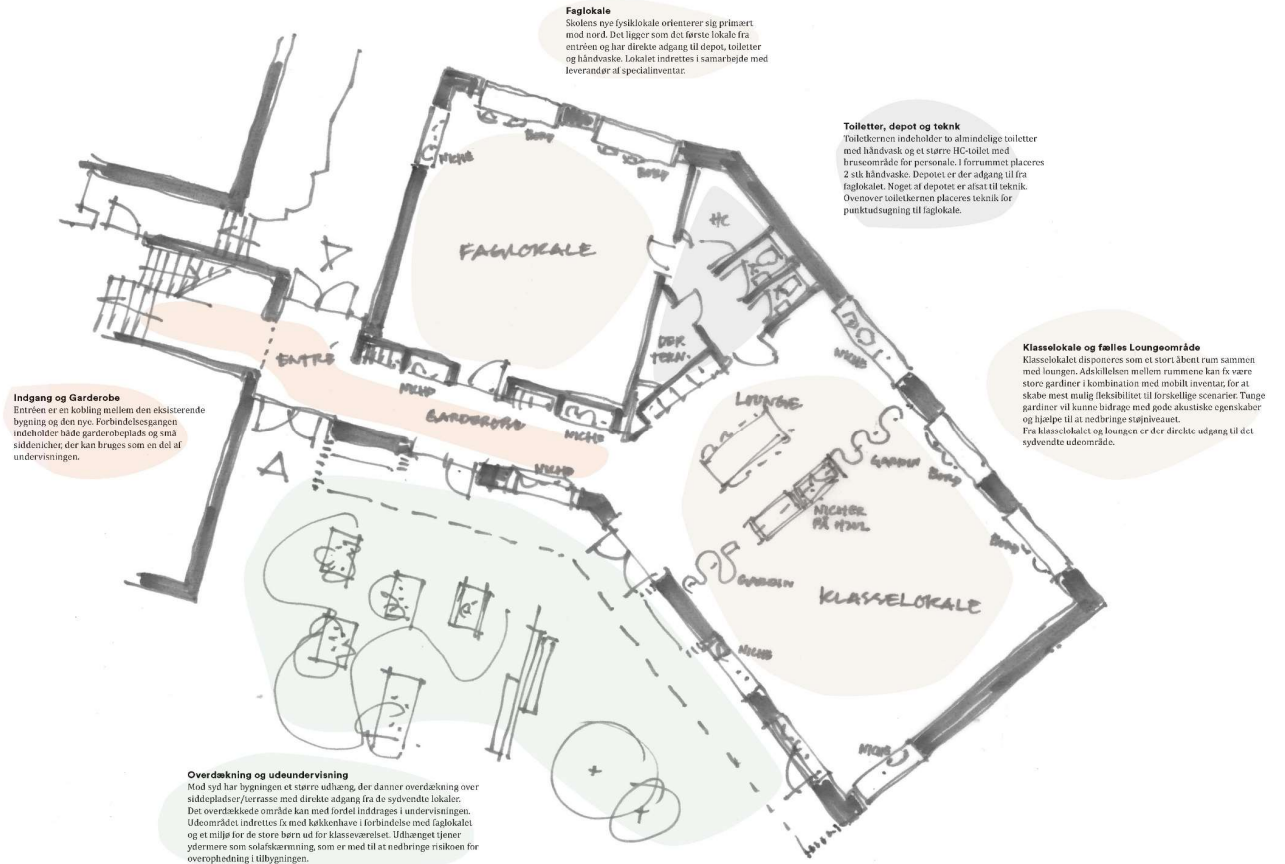 Faglokale
Skolens nye fysiklokale orienterer sig primært
mod nord. Det ligger som det første lokale fra
entréen og har direkte adgang til depot, toiletter
og håndvaske. Lokalet indrettes i samarbejde med
leverandør af specialinventar.
Toiletter, depot og teknk
Toiletkernen indeholder to almindelige toiletter
med håndvask og et større HC-toilet med
bruseområde for personale. I forrummet placeres
2 stk håndvaske. Depotet er der adgang til fra
faglokalet. Noget af depotet er afsat til teknik.
Ovenover toiletkernen placeres teknik for
punktudsugning til faglokale.
Klasselokale og fælles Loungeområde
Klasselokalet disponeres som et stort åbent rum sammen
med loungen. Adskillelsen mellem rummene kan fx være
store gardiner i kombination med mobilt inventar, for at
skabe mest mulig fleksibilitet til forskellige scenarier. Tunge
gardiner vil kunne bidrage med gode akustiske egenskaber
og hjælpe til at nedbringe støjniveauet.
Fra klasselokalet og loungen er der direkte udgang til det
sydvendte udeområde.
Indgang og Garderobe
Entréen er en kobling mellem den eksisterende
bygning og den nye. Forbindelsesgangen
indeholder både garderobeplads og små
siddenicher, der kan bruges som en del af
undervisningen.
Overdækning og udeundervisning
Mod syd har bygningen et større udhæng, der danner overdækning over
siddepladser/terrasse med direkte adgang fra de sydvendte lokaler.
Det overdækkede område kan med fordel inddrages i undervisningen.
Udeområdet indrettes fx med køkkenhave i forbindelse med faglokalet
og et miljø for de store børn ud for klasseværelset. Udhænget tjener
ydermere som solafskærmning, som er med til at nedbringe risikoen for
overophedning i tilbygningen.
BORD
BORD
NICHE
HC
FAGLOKALE
DEP.
TEKN.
ENTRÉ
NICHE
GARDEROBE
NICHE
NICHE
NICHE
LOUNGE
GARDIN
BORD
NICHER
PÅ HJUL
BORD
GARDIN
KLASSELOKALE
NICHE
NICHE